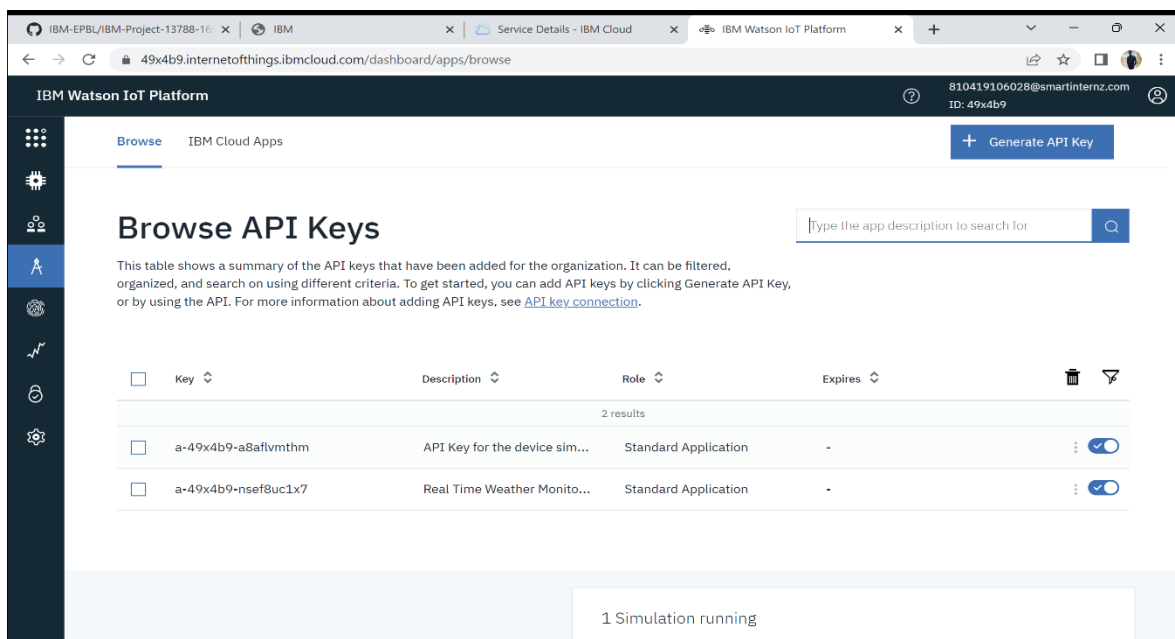 IBM-EPBL/IBM-Project-13788-16
IBM
Service Details - IBM Cloud
IBM Watson IoT Platform
49x4b9.internetofthings.ibmcloud.com/dashboard/apps/browse
IBM Watson IoT Platform
810419106028@smartinternz.com
ID: 49x4b9
Browse
IBM Cloud Apps
Generate API Key
Browse API Keys
Type the app description to search for
This table shows a summary of the API keys that have been added for the organization. It can be filtered,
organized, and search on using different criteria. To get started, you can add API keys by clicking Generate API Key,
or by using the API. For more information about adding API keys, see API key connection.
Key Description Role Expires
2 results
a-49x4b9-a8aflvmthm API Key for the device sim... Standard Application -
a-49x4b9-nsef8uc1x7 Real Time Weather Monito... Standard Application -
1 Simulation running